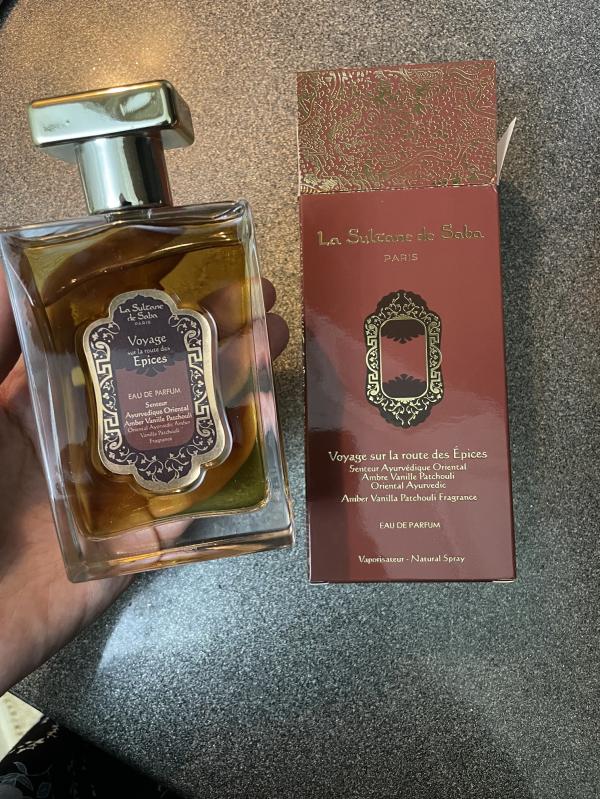 La Sultane
de Saba
PARIS
Voyage
sur la route des
Epices
EAU DE PARFUM
Senteur
Ayurvedique Oriental
Amber Vanille Patchouli
Oriental Ayurvedic Amber
Vanilla Patchouli
Fragrance
La Sultane de Saba
PARIS
Voyage sur la route des Épices
Senteur Ayurvédique Oriental
Ambre Vanille Patchouli
Oriental Ayurvedic
Amber Vanilla Patchouli Fragrance
EAU DE PARFUM
Vaporisateur - Natural Spray